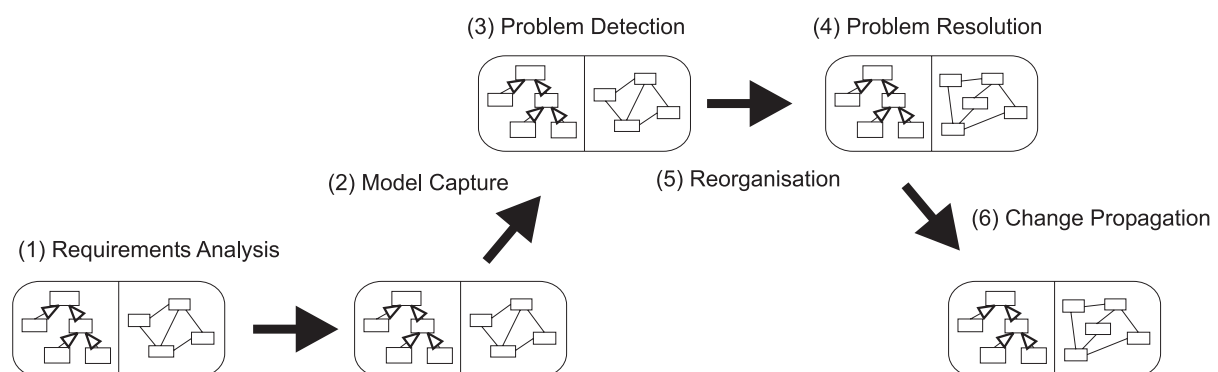 (3) Problem Detection
(4) Problem Resolution
(2) Model Capture
(5) Reorganisation
(6) Change Propagation
(1) Requirements Analysis